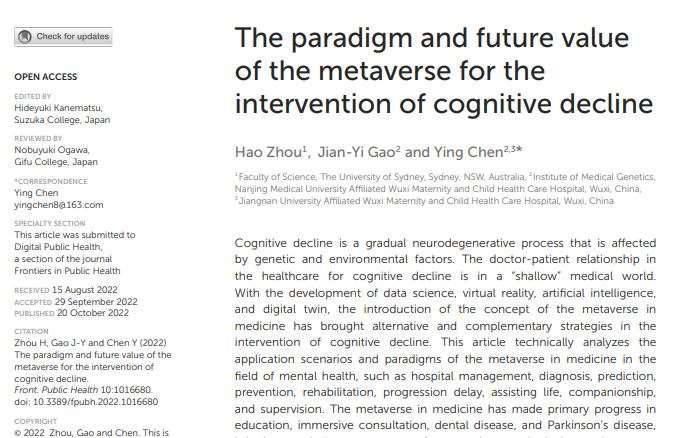 Check for updates
OPEN ACCESS
EDITED BY
Hideyuki Kanematsu,
Suzuka College, Japan
REVIEWED BY
Nobuyuki Ogawa,
Gifu College, Japan
*CORRESPONDENCE
Ying Chen
yingchen8@163.com
SPECIALTY SECTION
This article was submitted to
Digital Public Health,
a section of the journal
Frontiers in Public Health
RECEIVED 15 August 2022
ACCEPTED 29 September 2022
PUBLISHED 20 October 2022
CITATION
Zhou H, Gao J-Y and Chen Y (2022)
The paradigm and future value of the
metaverse for the intervention of
cognitive decline.
Front. Public Health 10:1016680.
doi: 10.3389/fpubh.2022.1016680
COPYRIGHT
© 2022 Zhou, Gao and Chen. This is
The paradigm and future value
of the metaverse for the
intervention of cognitive decline
Hao Zhou¹, Jian-Yi Gao² and Ying Chen²,³*
¹Faculty of Science, The University of Sydney, Sydney, NSW, Australia, ²Institute of Medical Genetics,
Nanjing Medical University Affiliated Wuxi Maternity and Child Health Care Hospital, Wuxi, China,
³Jiangnan University Affiliated Wuxi Maternity and Child Health Care Hospital, Wuxi, China
Cognitive decline is a gradual neurodegenerative process that is affected
by genetic and environmental factors. The doctor-patient relationship in
the healthcare for cognitive decline is in a "shallow" medical world.
With the development of data science, virtual reality, artificial intelligence,
and digital twin, the introduction of the concept of the metaverse in
medicine has brought alternative and complementary strategies in the
intervention of cognitive decline. This article technically analyzes the
application scenarios and paradigms of the metaverse in medicine in the
field of mental health, such as hospital management, diagnosis, prediction,
prevention, rehabilitation, progression delay, assisting life, companionship,
and supervision. The metaverse in medicine has made primary progress in
education, immersive consultation, dental disease, and Parkinson's disease,